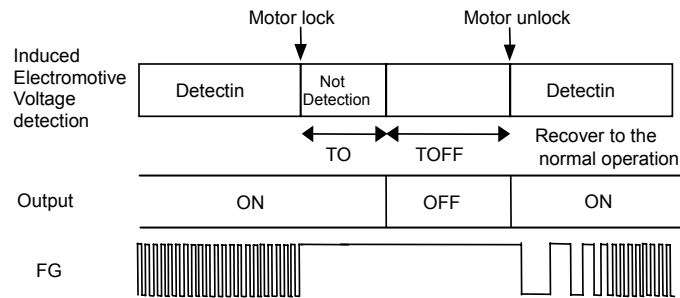 Motor lock
Motor unlock
Induced
Electromotive
Voltage
detection
Detectin
Not
Detection
Detectin
TO
TOFF
Recover to the
normal operation
Output
ON
OFF
ON
FG